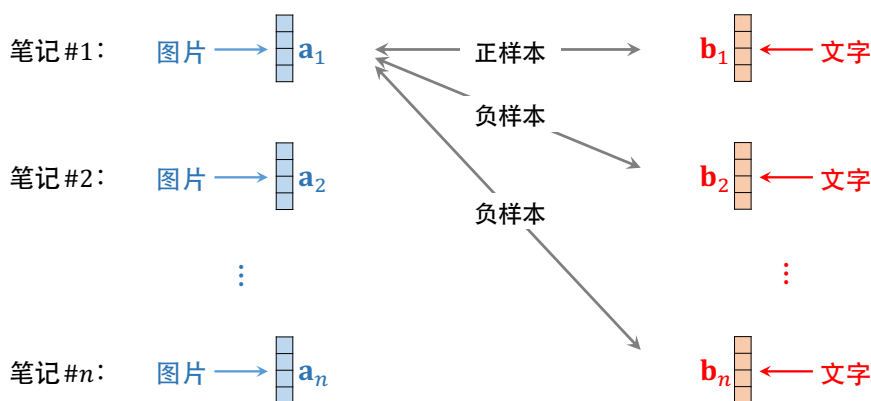 笔记#1: 图片 a₁ 正样本 b₁ 文字
负样本
笔记#2: 图片 a₂ b₂ 文字
负样本
⋮ ⋮
笔记#n: 图片 aₙ bₙ 文字